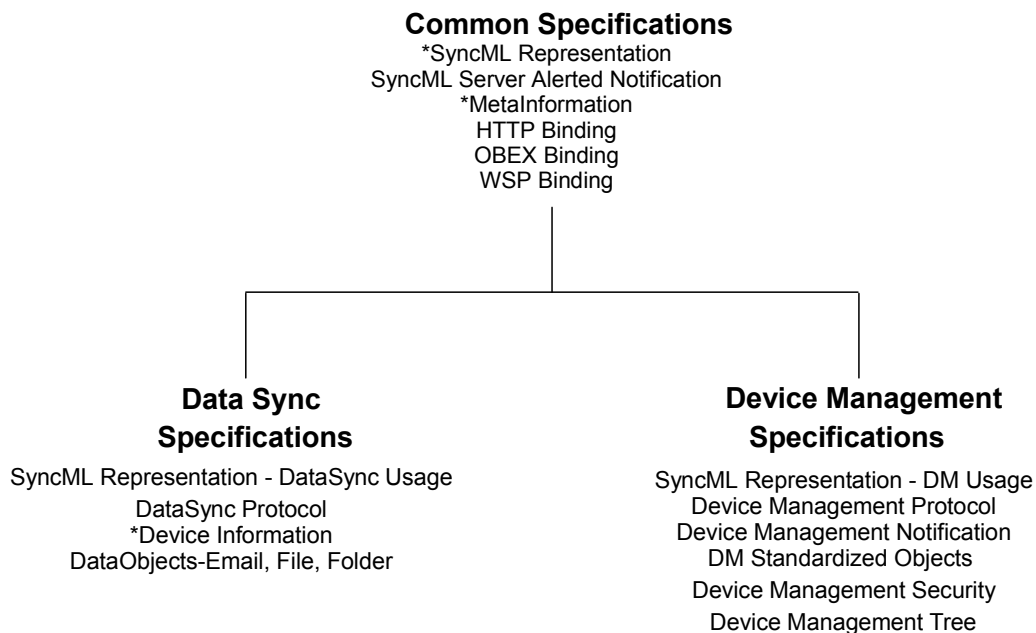 Common Specifications
*SyncML Representation
SyncML Server Alerted Notification
*MetaInformation
HTTP Binding
OBEX Binding
WSP Binding
Data Sync
Specifications
SyncML Representation - DataSync Usage
DataSync Protocol
*Device Information
DataObjects-Email, File, Folder
Device Management
Specifications
SyncML Representation - DM Usage
Device Management Protocol
Device Management Notification
DM Standardized Objects
Device Management Security
Device Management Tree